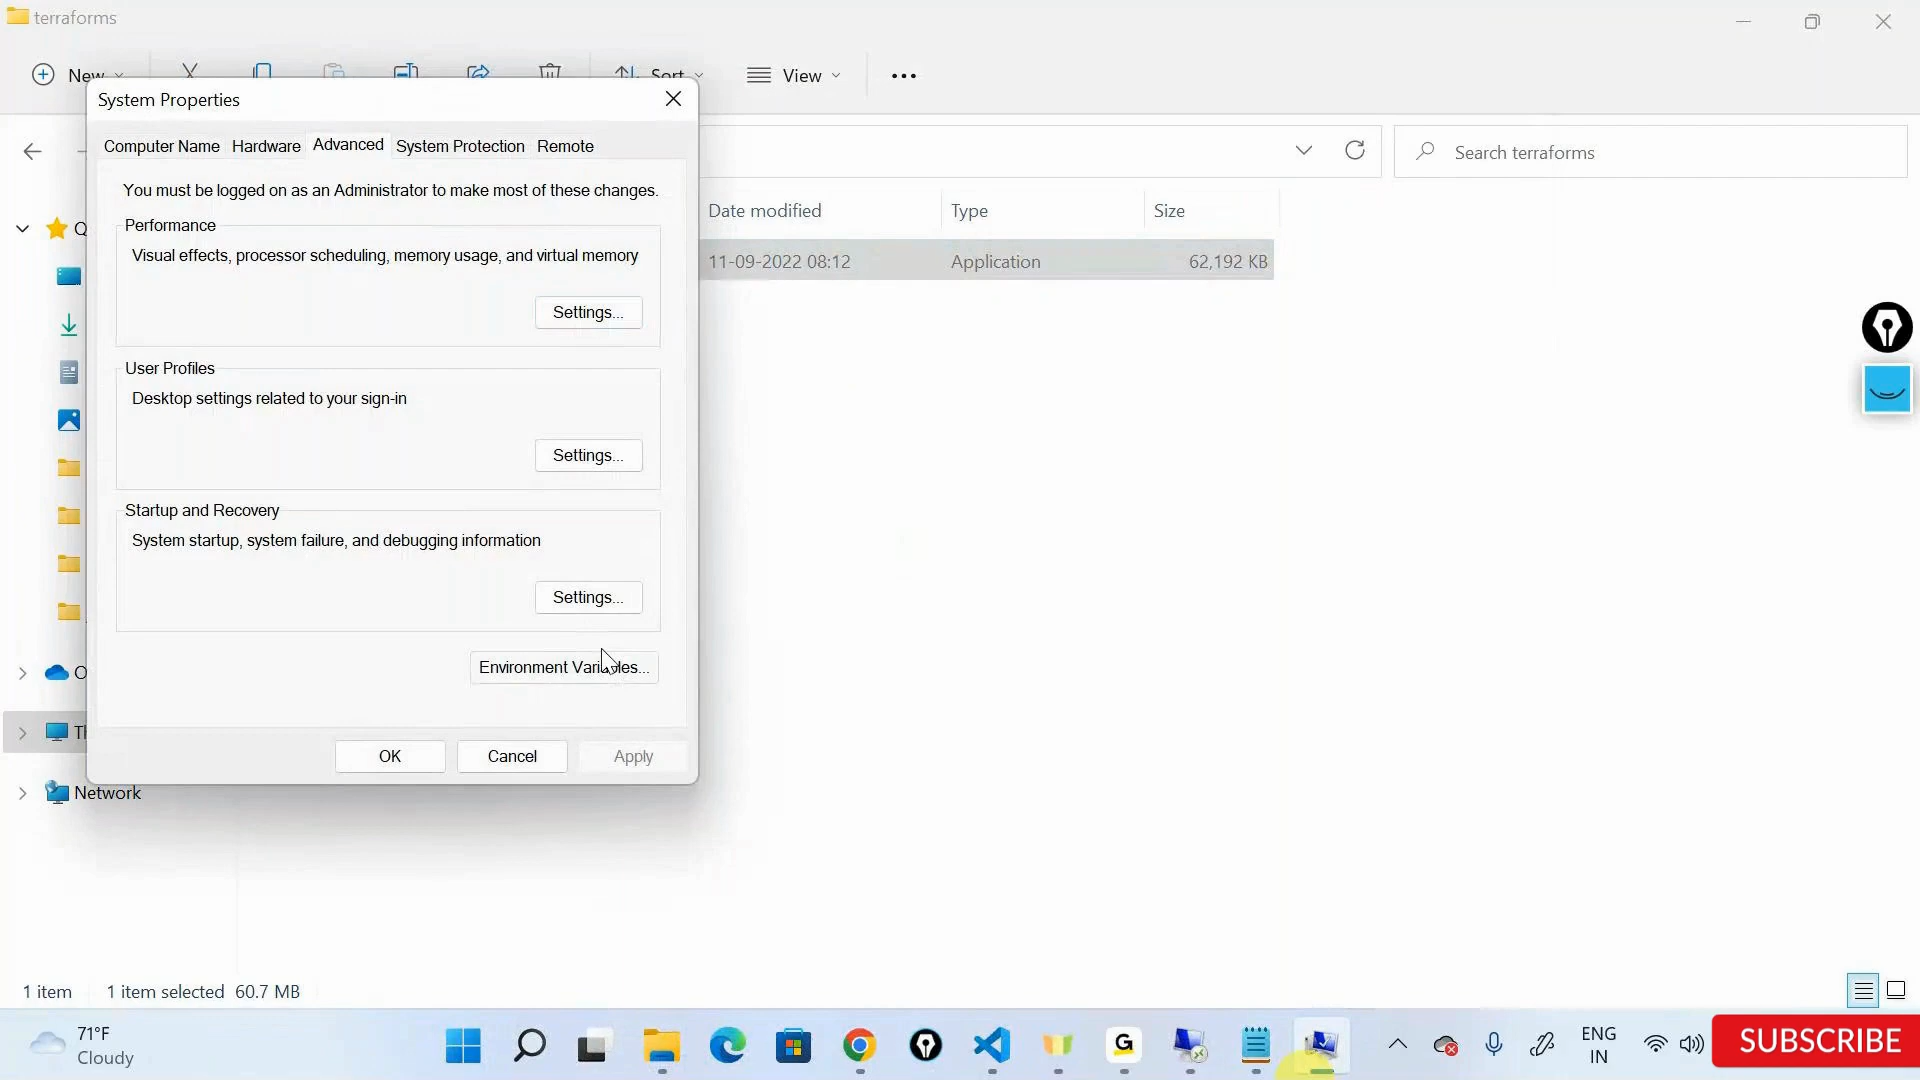 terraforms
New
Sort
View
System Properties
Computer Name
Hardware
Advanced
System Protection
Remote
Search terraforms
You must be logged on as an Administrator to make most of these changes.
Date modified
Type
Size
Performance
Visual effects, processor scheduling, memory usage, and virtual memory
11-09-2022 08:12
Application
62,192 KB
Settings...
User Profiles
Desktop settings related to your sign-in
Settings...
Startup and Recovery
System startup, system failure, and debugging information
Settings...
Environment Variables...
OK
Cancel
Apply
Network
1 item
1 item selected 60.7 MB
71°F
Cloudy
ENG
IN
SUBSCRIBE